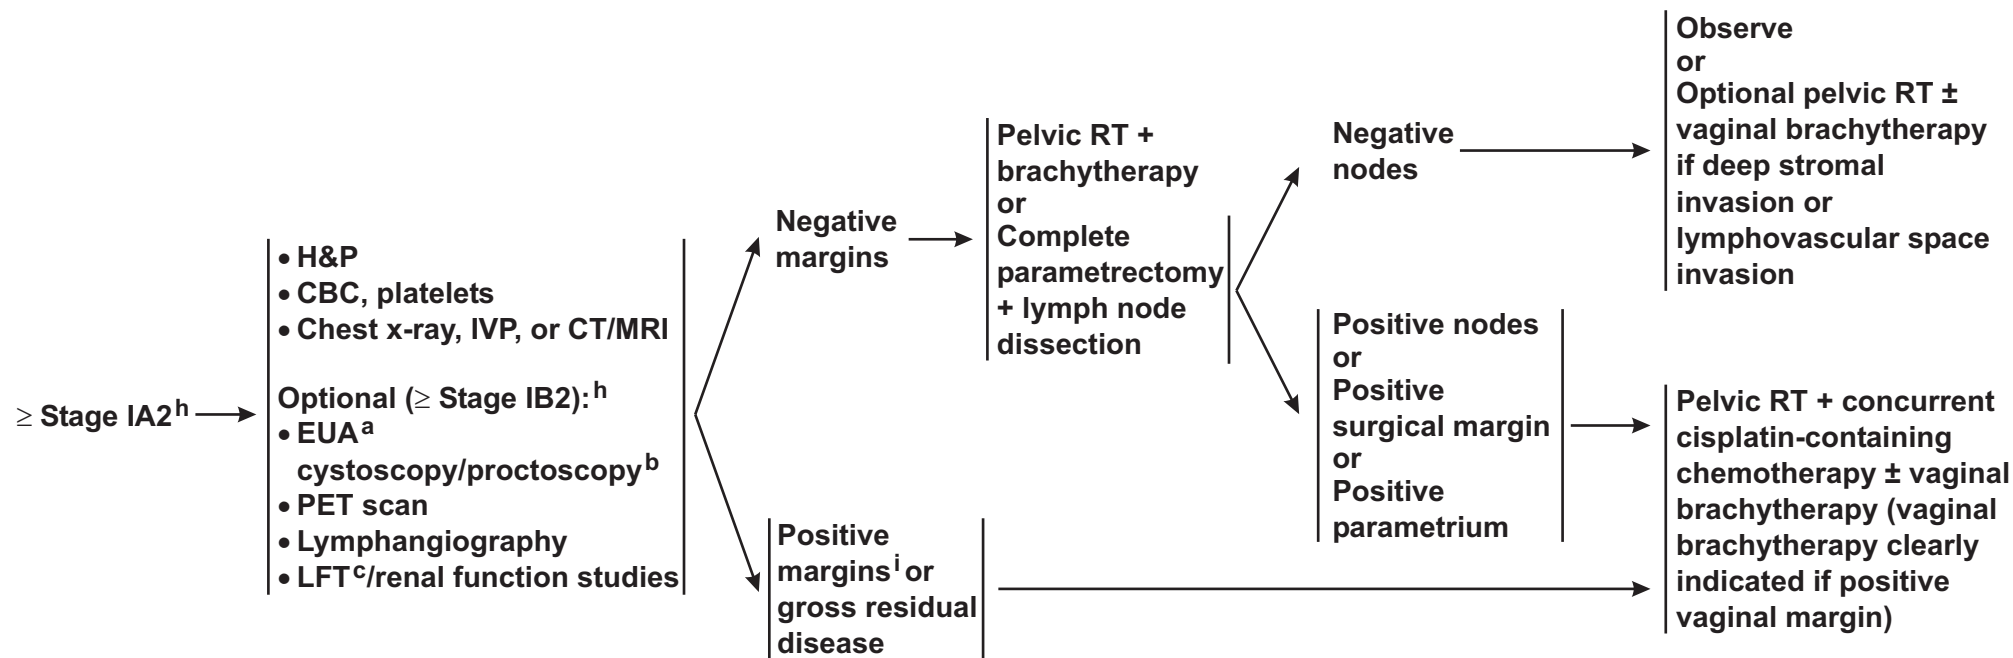 ≥ Stage IA2h
• H&P
• CBC, platelets
• Chest x-ray, IVP, or CT/MRI
Optional (≥ Stage IB2):h
• EUAa
cystoscopy/proctoscopyb
• PET scan
• Lymphangiography
• LFTc/renal function studies
Negative
margins
Positive
marginsi or
gross residual
disease
Pelvic RT +
brachytherapy
or
Complete
parametrectomy
+ lymph node
dissection
Negative
nodes
Positive nodes
or
Positive
surgical margin
or
Positive
parametrium
Observe
or
Optional pelvic RT ±
vaginal brachytherapy
if deep stromal
invasion or
lymphovascular space
invasion
Pelvic RT + concurrent
cisplatin-containing
chemotherapy ± vaginal
brachytherapy (vaginal
brachytherapy clearly
indicated if positive
vaginal margin)